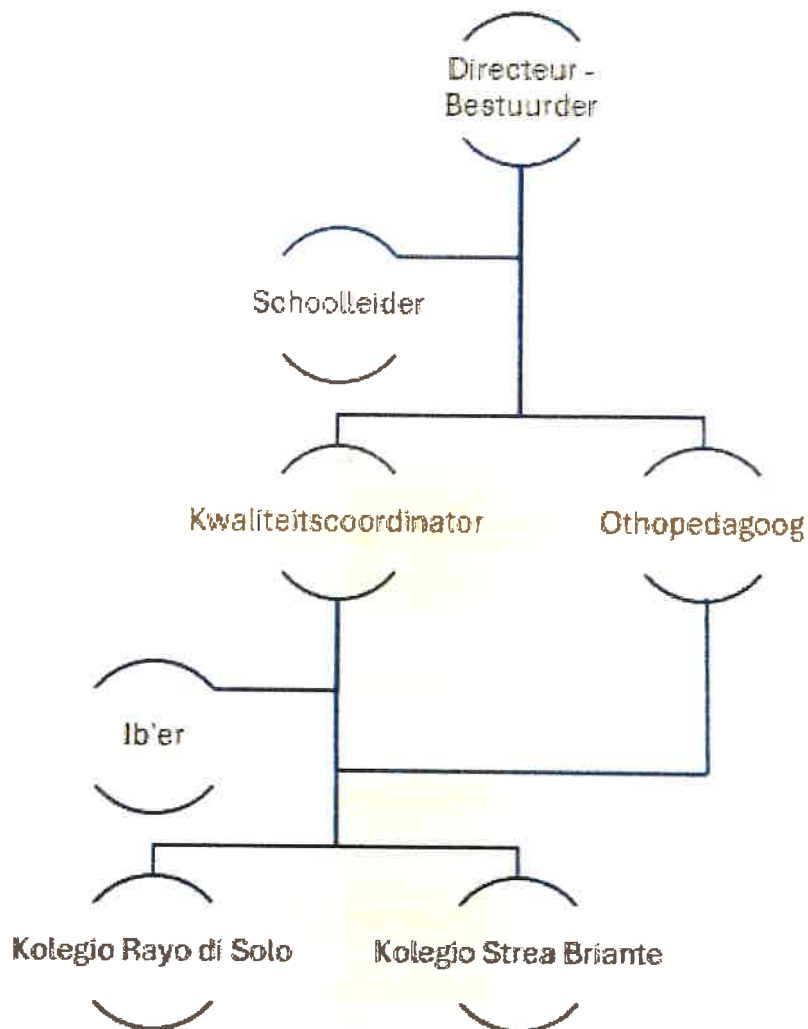 Directeur -
Bestuurder
Schoolleider
Kwaliteitscoordinator
Othopedagoog
Ib'er
Kolegio Rayo di Solo
Kolegio Strea Briante